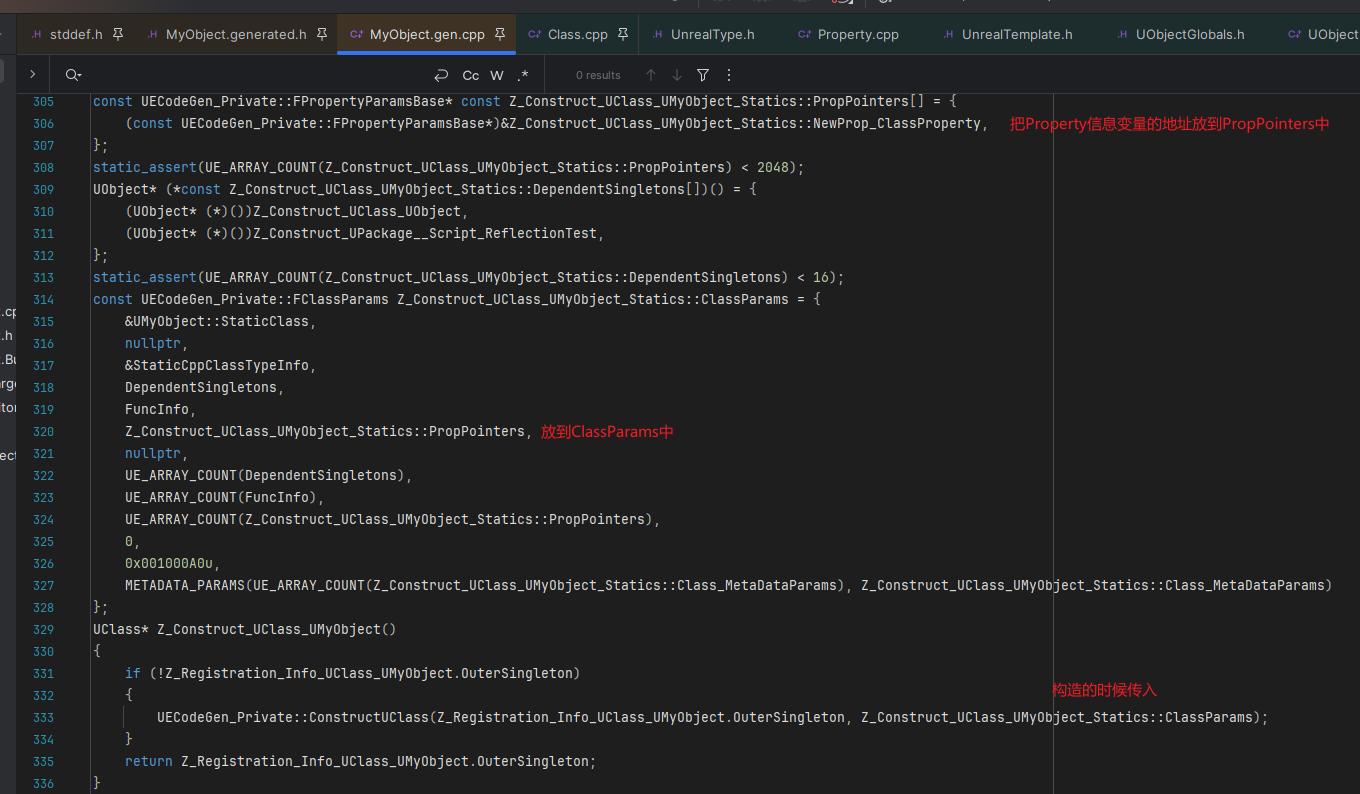 stddef.h MyObject.generated.h MyObject.gen.cpp Class.cpp UnrealType.h Property.cpp UnrealTemplate.h UObjectGlobals.h UObject
Cc W .* 0 results
305 const UECodeGen_Private::FPropertyParamsBase* const Z_Construct_UClass_UMyObject_Statics::PropPointers[] = {
306 (const UECodeGen_Private::FPropertyParamsBase*)&Z_Construct_UClass_UMyObject_Statics::NewProp_ClassProperty, 把Property信息变量的地址放到PropPointers中
307 };
308 static_assert(UE_ARRAY_COUNT(Z_Construct_UClass_UMyObject_Statics::PropPointers) < 2048);
309 UObject* (*const Z_Construct_UClass_UMyObject_Statics::DependentSingletons[])() = {
310 (UObject* (*)())Z_Construct_UClass_UObject,
311 (UObject* (*)())Z_Construct_UPackage__Script_ReflectionTest,
312 };
313 static_assert(UE_ARRAY_COUNT(Z_Construct_UClass_UMyObject_Statics::DependentSingletons) < 16);
314 const UECodeGen_Private::FClassParams Z_Construct_UClass_UMyObject_Statics::ClassParams = {
315 &UMyObject::StaticClass,
316 nullptr,
317 &StaticCppClassTypeInfo,
318 DependentSingletons,
319 FuncInfo,
320 Z_Construct_UClass_UMyObject_Statics::PropPointers, 放到ClassParams中
321 nullptr,
322 UE_ARRAY_COUNT(DependentSingletons),
323 UE_ARRAY_COUNT(FuncInfo),
324 UE_ARRAY_COUNT(Z_Construct_UClass_UMyObject_Statics::PropPointers),
325 0,
326 0x001000A0u,
327 METADATA_PARAMS(UE_ARRAY_COUNT(Z_Construct_UClass_UMyObject_Statics::Class_MetaDataParams), Z_Construct_UClass_UMyObject_Statics::Class_MetaDataParams)
328 };
329 UClass* Z_Construct_UClass_UMyObject()
330 {
331 if (!Z_Registration_Info_UClass_UMyObject.OuterSingleton)
332 {
构造的时候传入
333 UECodeGen_Private::ConstructUClass(Z_Registration_Info_UClass_UMyObject.OuterSingleton, Z_Construct_UClass_UMyObject_Statics::ClassParams);
334 }
335 return Z_Registration_Info_UClass_UMyObject.OuterSingleton;
336 }